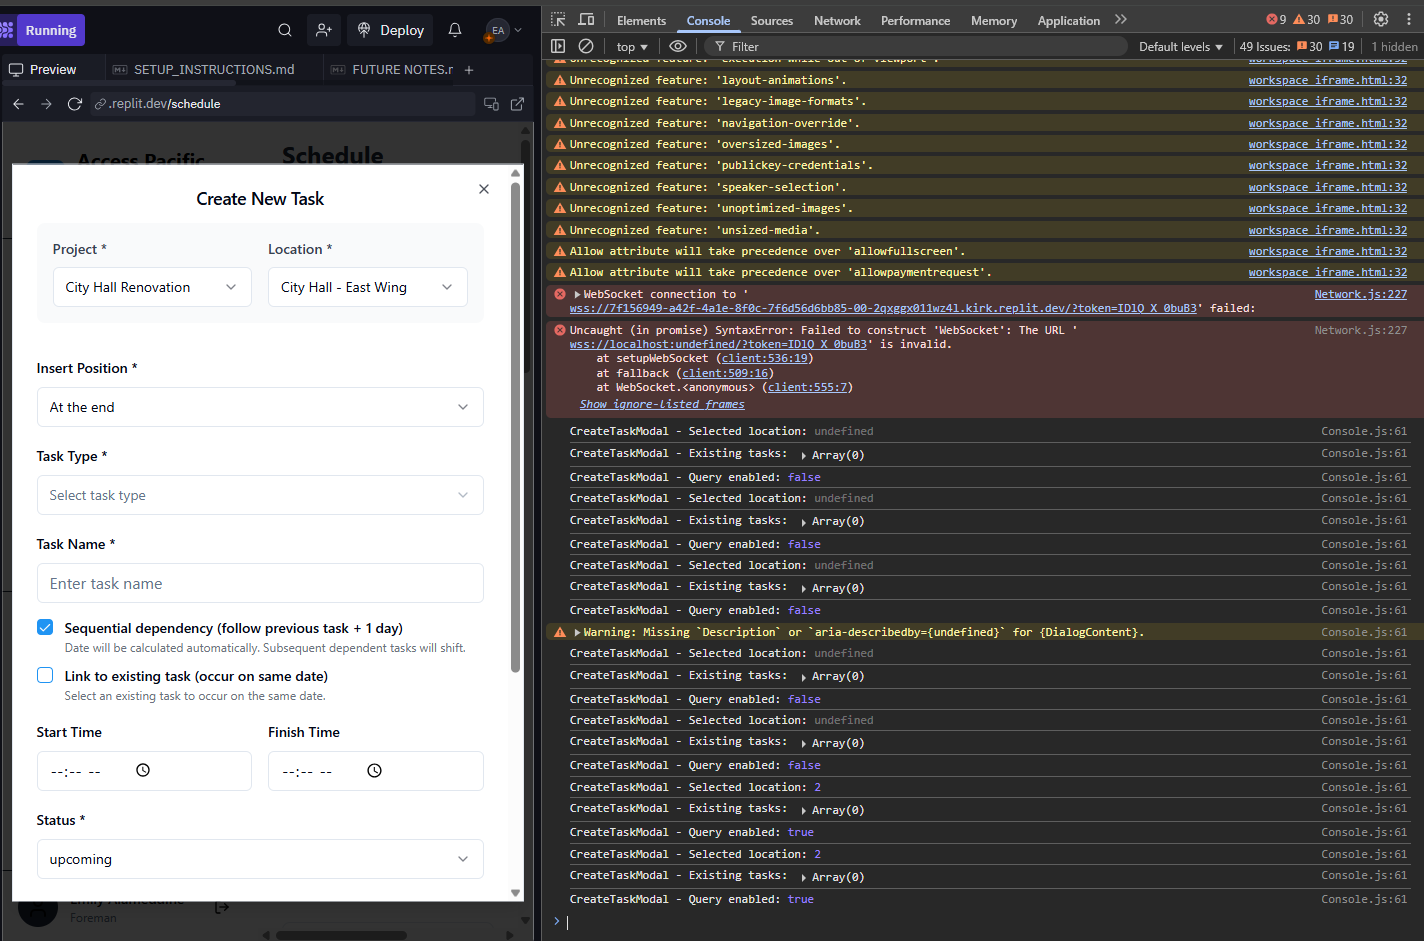 Running
Deploy
EA
Preview
SETUP_INSTRUCTIONS.md
FUTURE NOTES.r
.replit.dev/schedule
Access Pacific
Schedule
Create New Task
Project *
Location *
City Hall Renovation
City Hall - East Wing
Insert Position *
At the end
Task Type *
Select task type
Task Name *
Enter task name
Sequential dependency (follow previous task + 1 day)
Date will be calculated automatically. Subsequent dependent tasks will shift.
Link to existing task (occur on same date)
Select an existing task to occur on the same date.
Start Time
Finish Time
--:-- --
--:-- --
Status *
upcoming
Foreman
Elements Console Sources Network Performance Memory Application
9 30 30
top
Filter
Default levels
49 Issues: 30 19
1 hidden
Unrecognized feature: 'execution-while-out-of-viewport'. workspace_iframe.html:32
Unrecognized feature: 'layout-animations'. workspace_iframe.html:32
Unrecognized feature: 'legacy-image-formats'. workspace_iframe.html:32
Unrecognized feature: 'navigation-override'. workspace_iframe.html:32
Unrecognized feature: 'oversized-images'. workspace_iframe.html:32
Unrecognized feature: 'publickey-credentials'. workspace_iframe.html:32
Unrecognized feature: 'speaker-selection'. workspace_iframe.html:32
Unrecognized feature: 'unoptimized-images'. workspace_iframe.html:32
Unrecognized feature: 'unsized-media'. workspace_iframe.html:32
Allow attribute will take precedence over 'allowfullscreen'. workspace_iframe.html:32
Allow attribute will take precedence over 'allowpaymentrequest'. workspace_iframe.html:32
WebSocket connection to ' Network.js:227
wss://7f156949-a42f-4a1e-8f0c-7f6d56d6bb85-00-2qxggx011wz4l.kirk.replit.dev/?token=IDlQ_X_0buB3' failed:
Uncaught (in promise) SyntaxError: Failed to construct 'WebSocket': The URL ' Network.js:227
wss://localhost:undefined/?token=IDlQ_X_0buB3' is invalid.
at setupWebSocket (client:536:19)
at fallback (client:509:16)
at WebSocket.<anonymous> (client:555:7)
Show ignore-listed frames
CreateTaskModal - Selected location: undefined Console.js:61
CreateTaskModal - Existing tasks: Array(0) Console.js:61
CreateTaskModal - Query enabled: false Console.js:61
CreateTaskModal - Selected location: undefined Console.js:61
CreateTaskModal - Existing tasks: Array(0) Console.js:61
CreateTaskModal - Query enabled: false Console.js:61
CreateTaskModal - Selected location: undefined Console.js:61
CreateTaskModal - Existing tasks: Array(0) Console.js:61
CreateTaskModal - Query enabled: false Console.js:61
Warning: Missing `Description` or `aria-describedby={undefined}` for {DialogContent}. Console.js:61
CreateTaskModal - Selected location: undefined Console.js:61
CreateTaskModal - Existing tasks: Array(0) Console.js:61
CreateTaskModal - Query enabled: false Console.js:61
CreateTaskModal - Selected location: undefined Console.js:61
CreateTaskModal - Existing tasks: Array(0) Console.js:61
CreateTaskModal - Query enabled: false Console.js:61
CreateTaskModal - Selected location: 2 Console.js:61
CreateTaskModal - Existing tasks: Array(0) Console.js:61
CreateTaskModal - Query enabled: true Console.js:61
CreateTaskModal - Selected location: 2 Console.js:61
CreateTaskModal - Existing tasks: Array(0) Console.js:61
CreateTaskModal - Query enabled: true Console.js:61